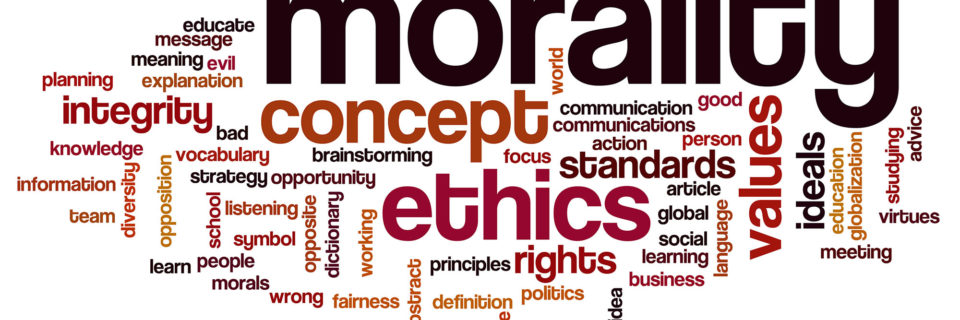 morality
educate
message
meaning
evil
world
planning
explanation
integrity
concept
communication
good
bad
communications
values
advice
knowledge
vocabulary
brainstorming
focus
action
person
ideals
education
globalization
studying
information
diversity
opposition
strategy
opportunity
standards
article
team
school
listening
opposite
dictionary
working
ethics
global
language
virtues
symbol
social
learn
people
principles
rights
learning
meeting
morals
business
wrong
fairness
definition
politics
idea